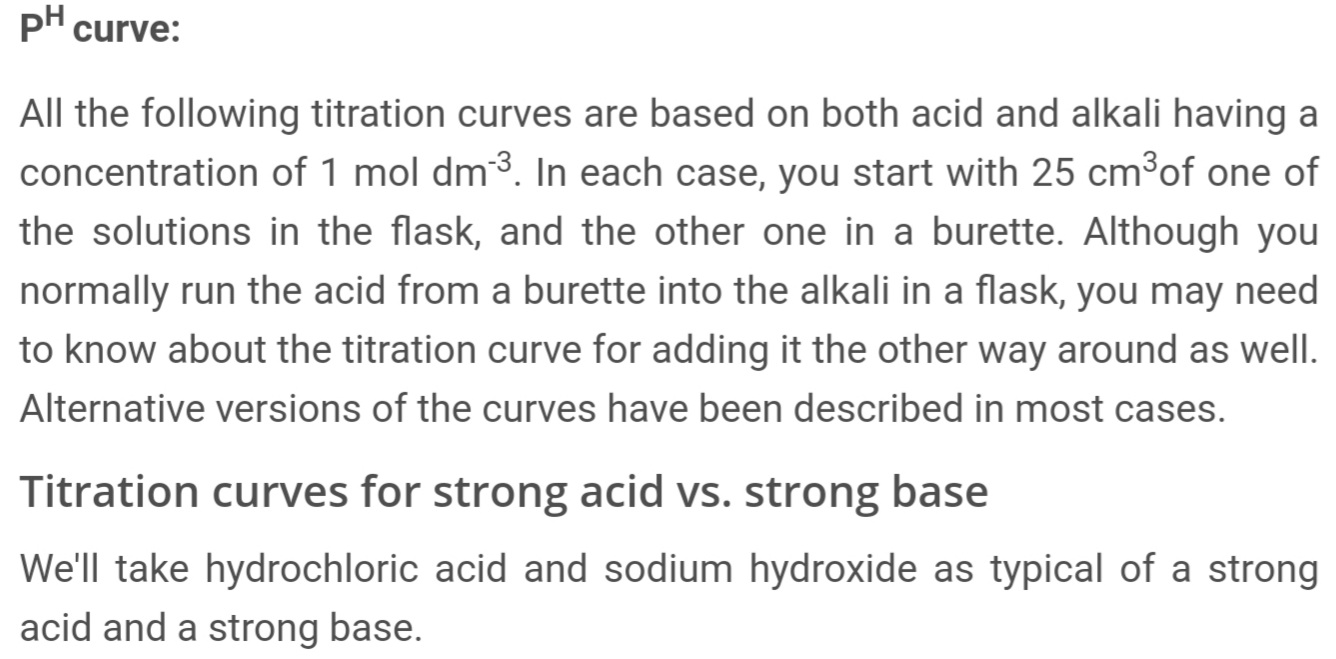 Pᴴ curve:
All the following titration curves are based on both acid and alkali having a
concentration of 1 mol dm⁻³. In each case, you start with 25 cm³of one of
the solutions in the flask, and the other one in a burette. Although you
normally run the acid from a burette into the alkali in a flask, you may need
to know about the titration curve for adding it the other way around as well.
Alternative versions of the curves have been described in most cases.
Titration curves for strong acid vs. strong base
We'll take hydrochloric acid and sodium hydroxide as typical of a strong
acid and a strong base.